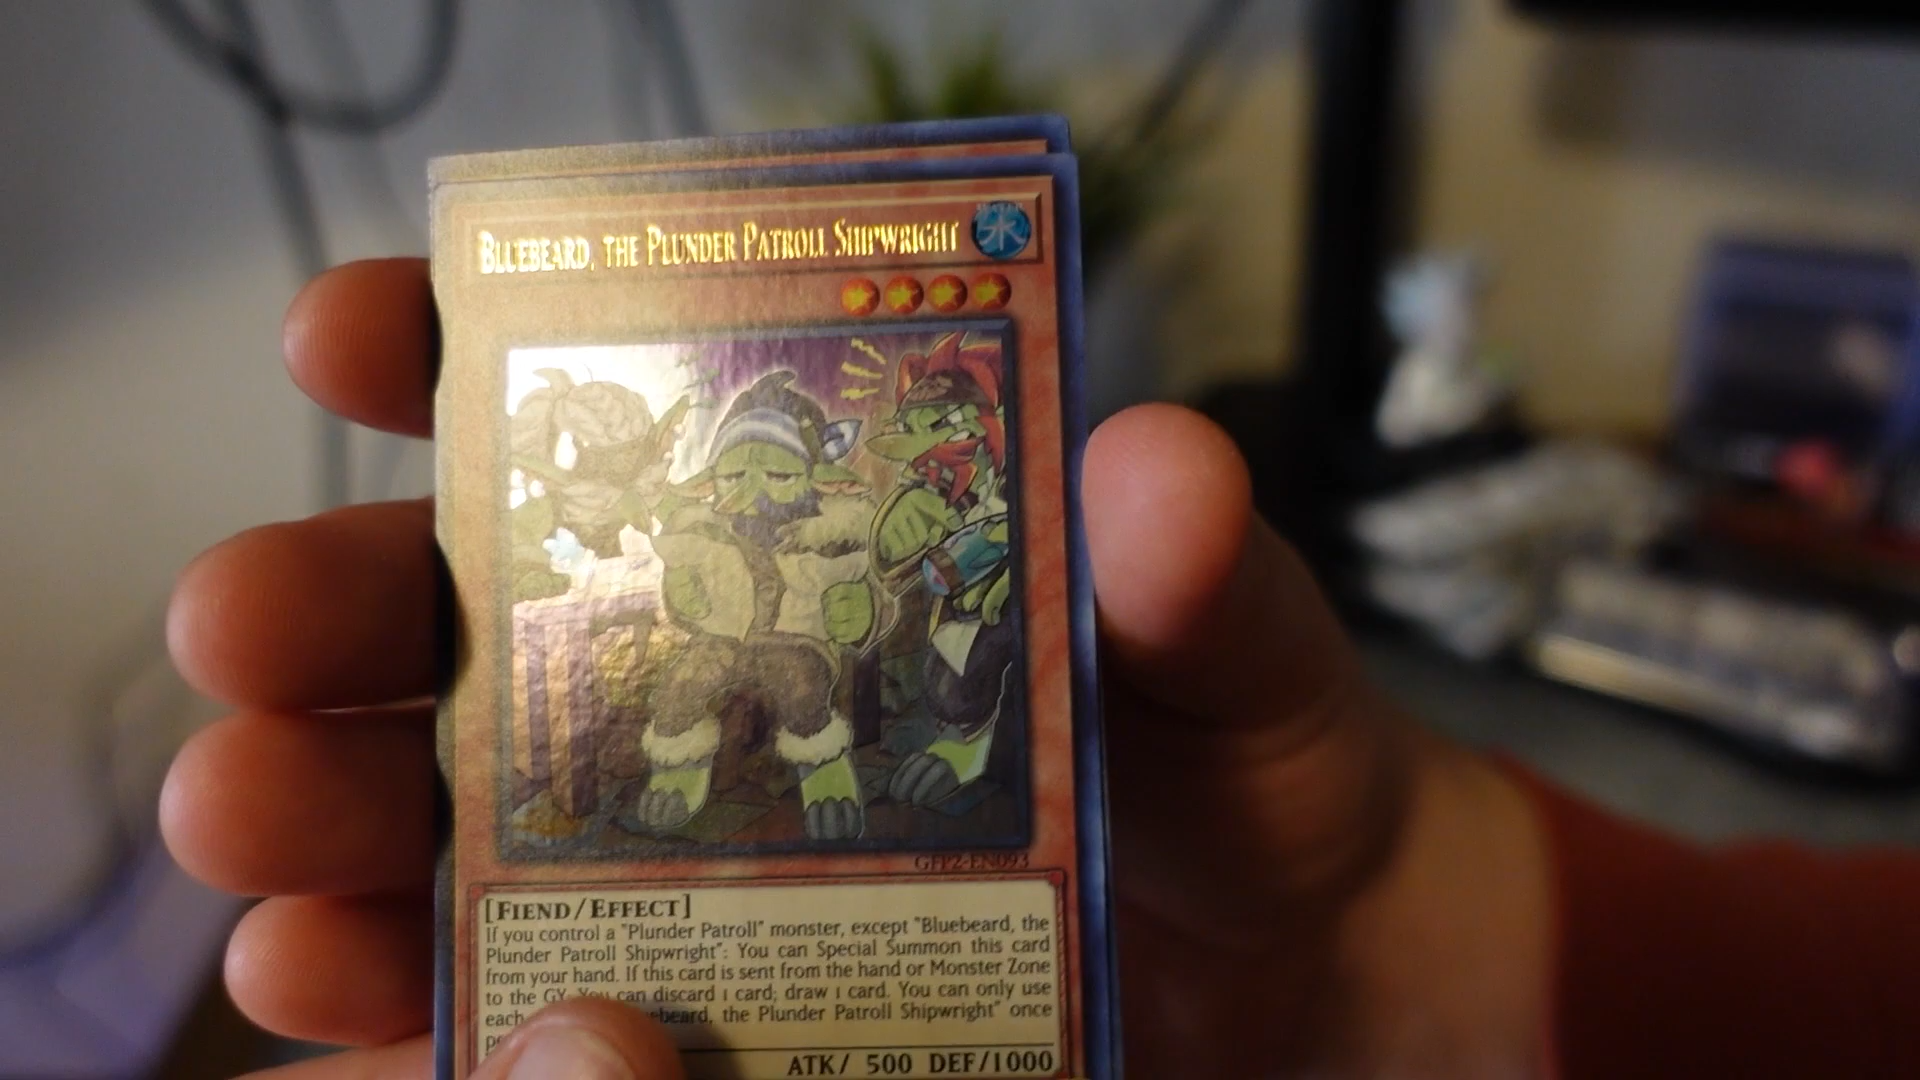 Bluebeard, the Plunder Patroll Shipwright
WATER
水
GFP2-EN093
[Fiend/Effect]
If you control a "Plunder Patroll" monster, except "Bluebeard, the
Plunder Patroll Shipwright": You can Special Summon this card
from your hand. If this card is sent from the hand or Monster Zone
to the GY: You can discard 1 card; draw 1 card. You can only use
each ebeard, the Plunder Patroll Shipwright" once
ATK/ 500 DEF/1000